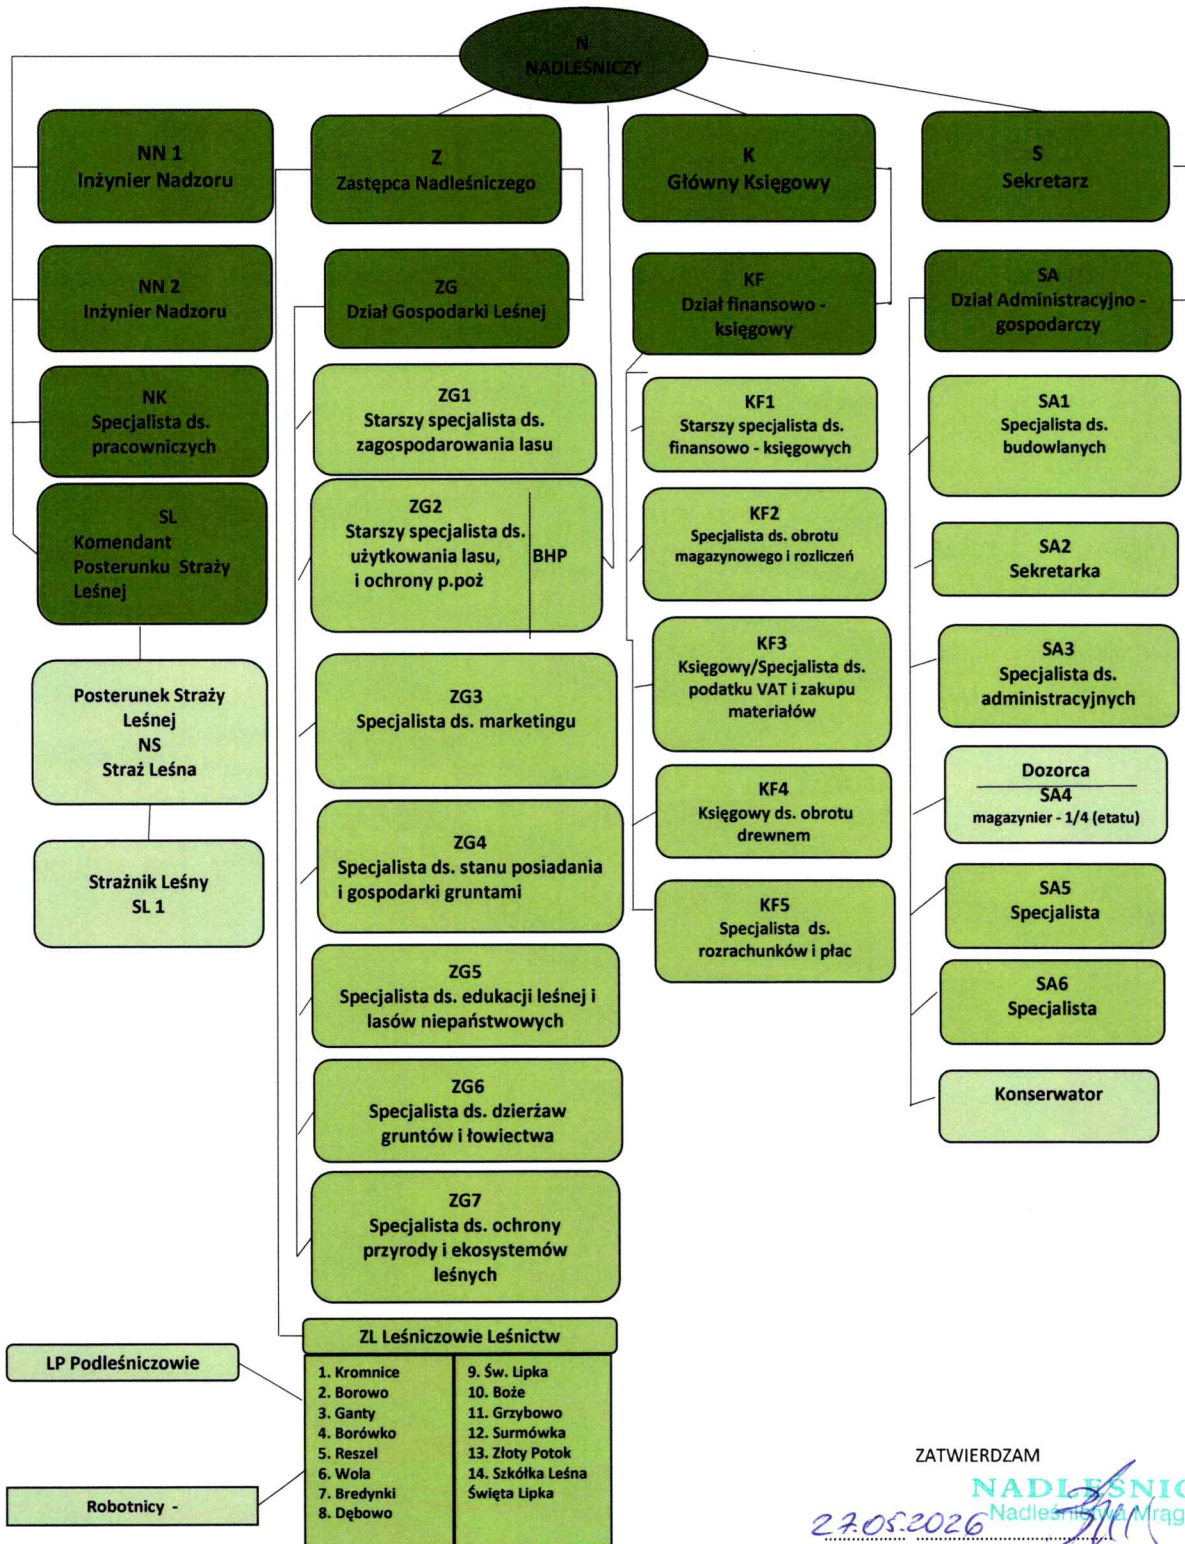 N
NADLEŚNICZY
NN 1
Inżynier Nadzoru
Z
Zastępca Nadleśniczego
K
Główny Księgowy
S
Sekretarz
NN 2
Inżynier Nadzoru
ZG
Dział Gospodarki Leśnej
KF
Dział finansowo -
księgowy
SA
Dział Administracyjno -
gospodarczy
NK
Specjalista ds.
pracowniczych
SL
Komendant
Posterunku Straży
Leśnej
Posterunek Straży
Leśnej
NS
Straż Leśna
Strażnik Leśny
SL 1
ZG1
Starszy specjalista ds.
zagospodarowania lasu
ZG2
Starszy specjalista ds.
użytkowania lasu,
i ochrony p.poż
BHP
ZG3
Specjalista ds. marketingu
ZG4
Specjalista ds. stanu posiadania
i gospodarki gruntami
ZG5
Specjalista ds. edukacji leśnej i
lasów niepaństwowych
ZG6
Specjalista ds. dzierżaw
gruntów i łowiectwa
ZG7
Specjalista ds. ochrony
przyrody i ekosystemów
leśnych
KF1
Starszy specjalista ds.
finansowo - księgowych
KF2
Specjalista ds. obrotu
magazynowego i rozliczeń
KF3
Księgowy/Specjalista ds.
podatku VAT i zakupu
materiałów
KF4
Księgowy ds. obrotu
drewnem
KF5
Specjalista ds.
rozrachunków i płac
SA1
Specjalista ds.
budowlanych
SA2
Sekretarka
SA3
Specjalista ds.
administracyjnych
Dozorca
SA4
magazynier - 1/4 (etatu)
SA5
Specjalista
SA6
Specjalista
Konserwator
ZL Leśniczowie Leśnictw
LP Podleśniczowie
Robotnicy -
1. Kromnice
2. Borowo
3. Ganty
4. Borówko
5. Reszel
6. Wola
7. Bredynki
8. Dębowo
9. Św. Lipka
10. Boże
11. Grzybowo
12. Surmówka
13. Złoty Potok
14. Szkółka Leśna
Święta Lipka
ZATWIERDZAM
NADLEŚNIC
Nadleśnictwa Mrąg
27.05.2026